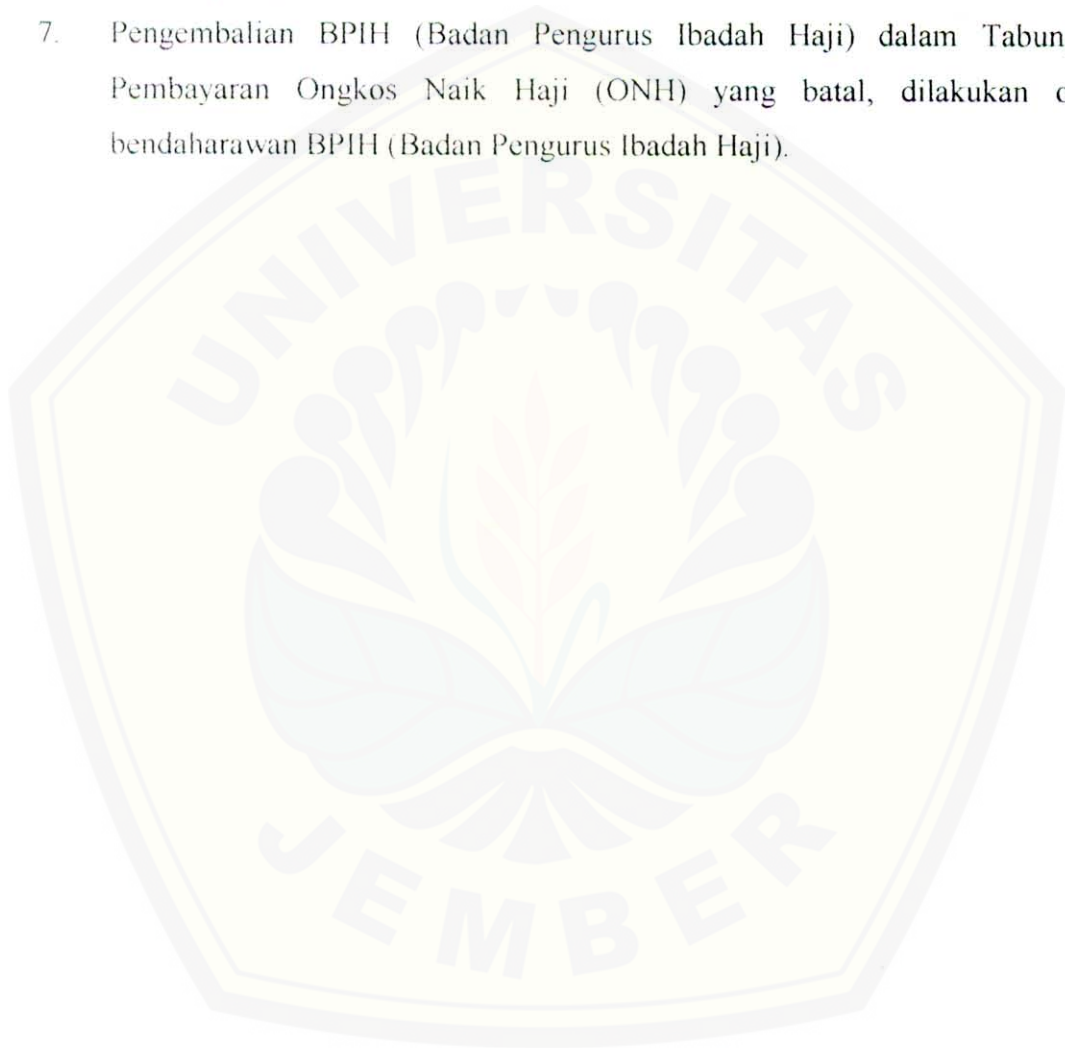 7. Pengembalian BPIH (Badan Pengurus Ibadah Haji) dalam Tabun
Pembayaran Ongkos Naik Haji (ONH) yang batal, dilakukan o
bendaharawan BPIH (Badan Pengurus Ibadah Haji).
UNIVERSITAS
JEMBER